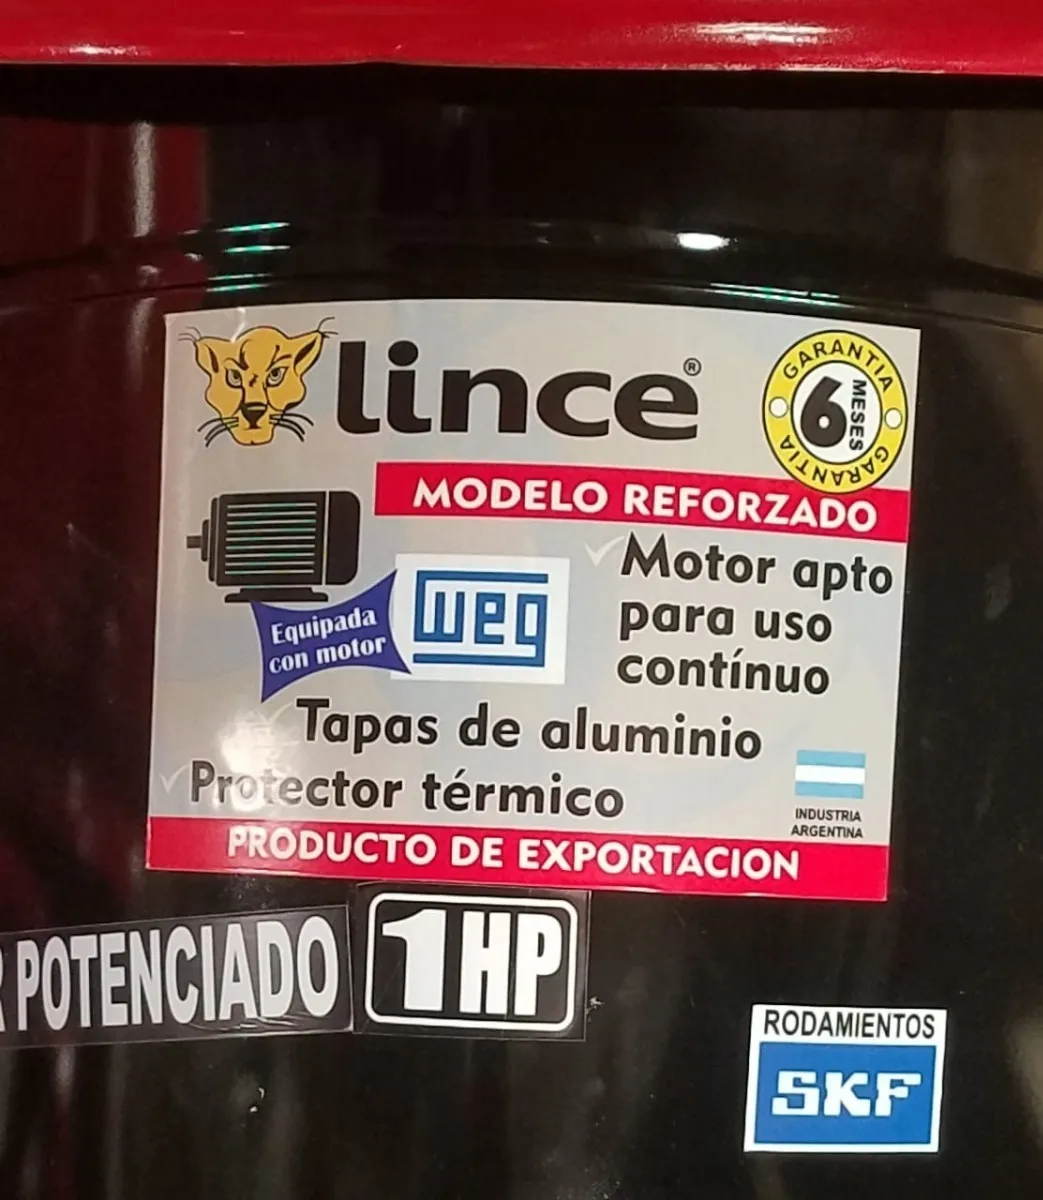 lince®
GARANTIA
6 MESES
GARANTIA
MODELO REFORZADO
Equipada
con motor
weg
Motor apto
para uso
contínuo
Tapas de aluminio
Protector térmico
INDUSTRIA
ARGENTINA
PRODUCTO DE EXPORTACION
R POTENCIADO
1HP
RODAMIENTOS
SKF